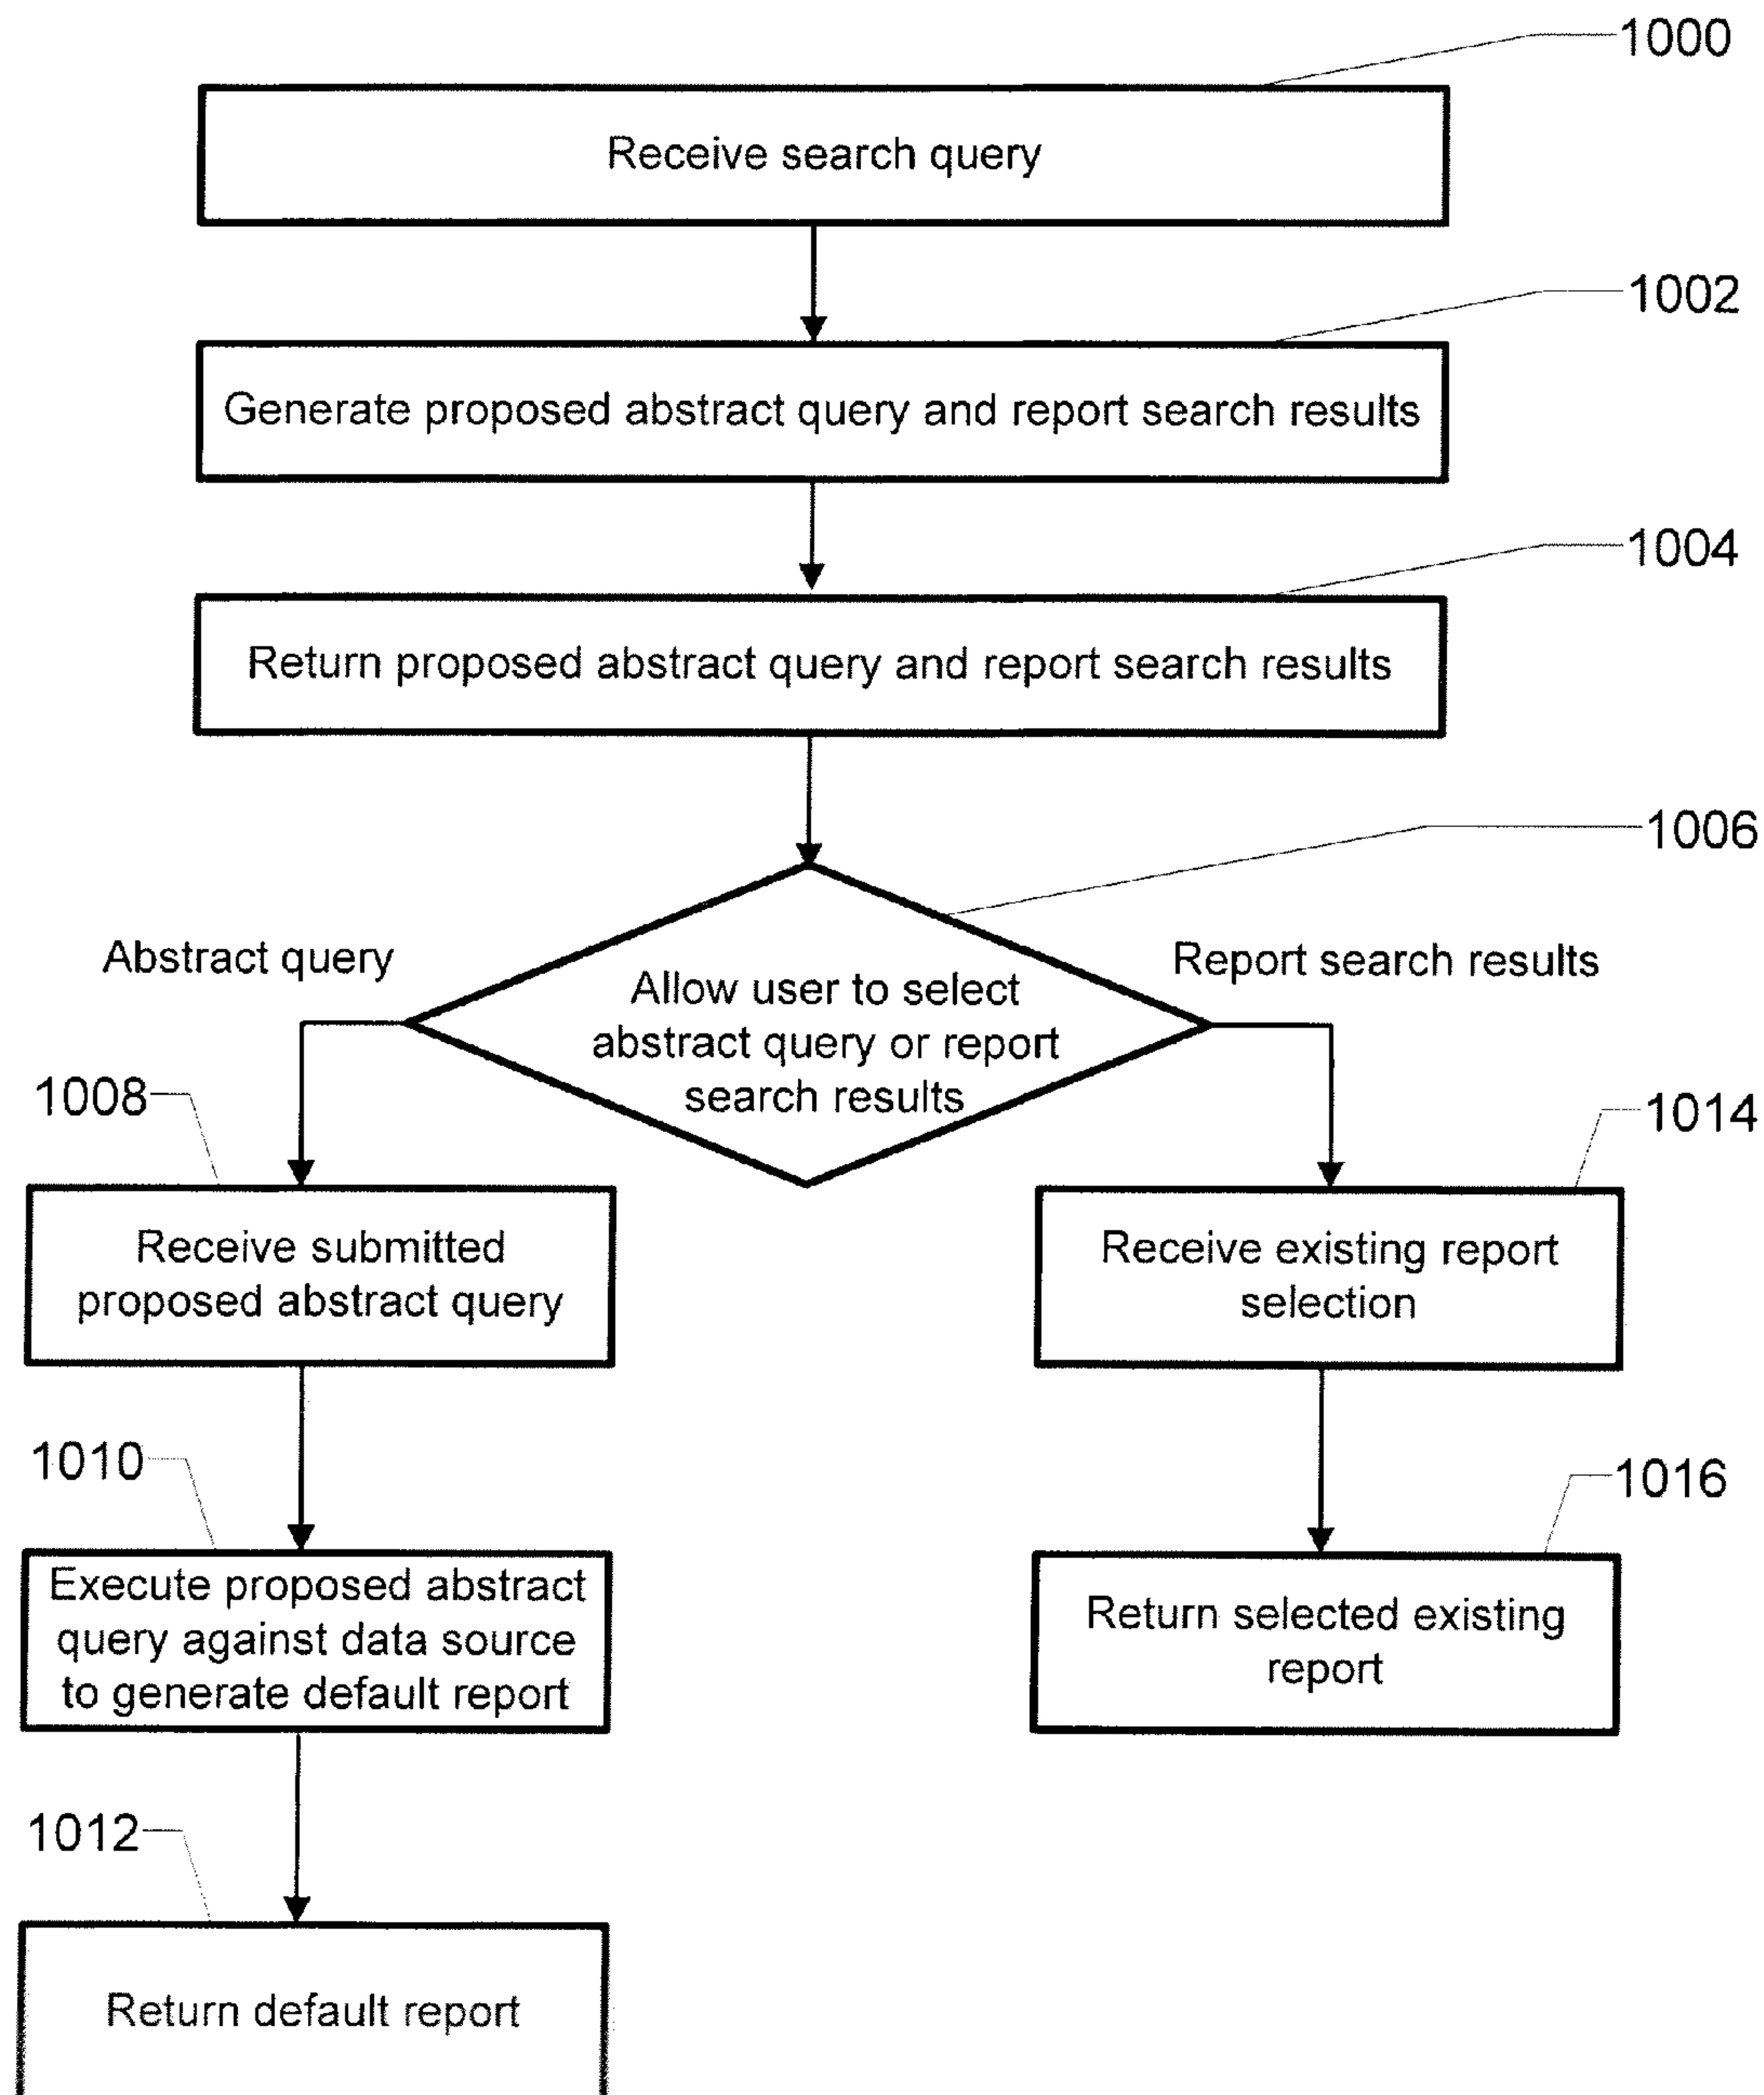 1000
Receive search query
1002
Generate proposed abstract query and report search results
1004
Return proposed abstract query and report search results
1006
Abstract query
Report search results
Allow user to select
abstract query or report
search results
1008
Receive submitted
proposed abstract query
1014
Receive existing report
selection
1010
Execute proposed abstract
query against data source
to generate default report
1016
Return selected existing
report
1012
Return default report